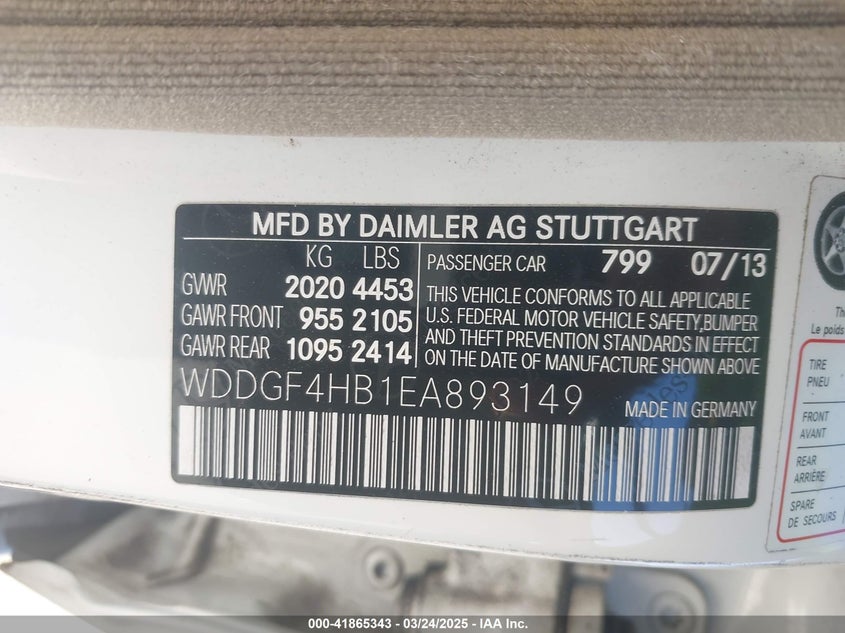 MFD BY DAIMLER AG STUTTGART
KG LBS
GVWR 2020 4453
GAWR FRONT 955 2105
GAWR REAR 1095 2414
PASSENGER CAR 799 07/13
THIS VEHICLE CONFORMS TO ALL APPLICABLE
U.S. FEDERAL MOTOR VEHICLE SAFETY,BUMPER
AND THEFT PREVENTION STANDARDS IN EFFECT
ON THE DATE OF MANUFACTURE SHOWN ABOVE
WDDGF4HB1EA893149
MADE IN GERMANY
Le poids
TIRE
PNEU
FRONT
AVANT
REAR
ARRIÈRE
SPARE
DE SECOURS
000-41865343 - 03/24/2025 - IAA Inc.